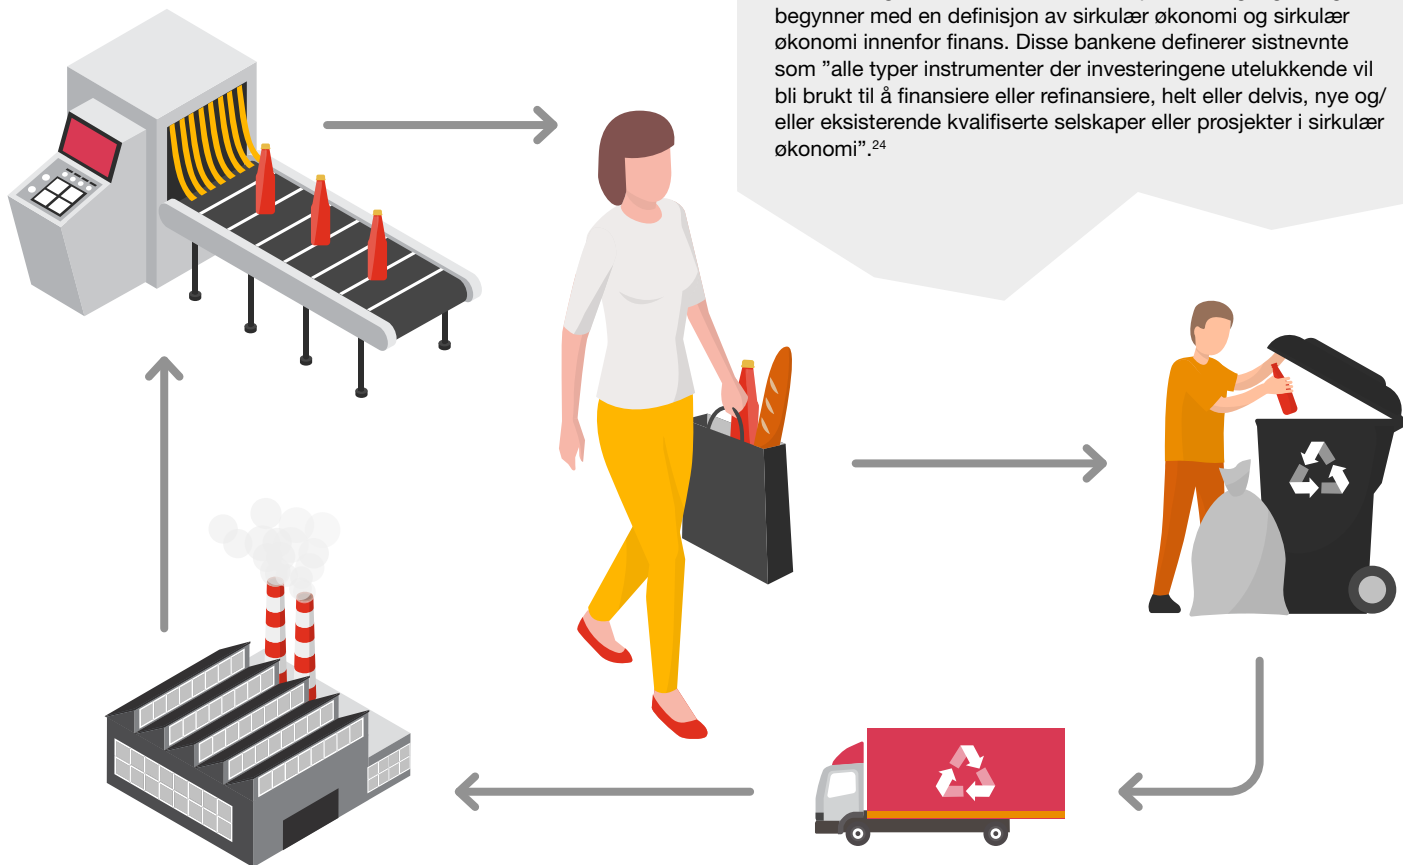 begynner med en definisjon av sirkulær økonomi og sirkulær
økonomi innenfor finans. Disse bankene definerer sistnevnte
som ”alle typer instrumenter der investeringene utelukkende vil
bli brukt til å finansiere eller refinansiere, helt eller delvis, nye og/
eller eksisterende kvalifiserte selskaper eller prosjekter i sirkulær
økonomi”.24